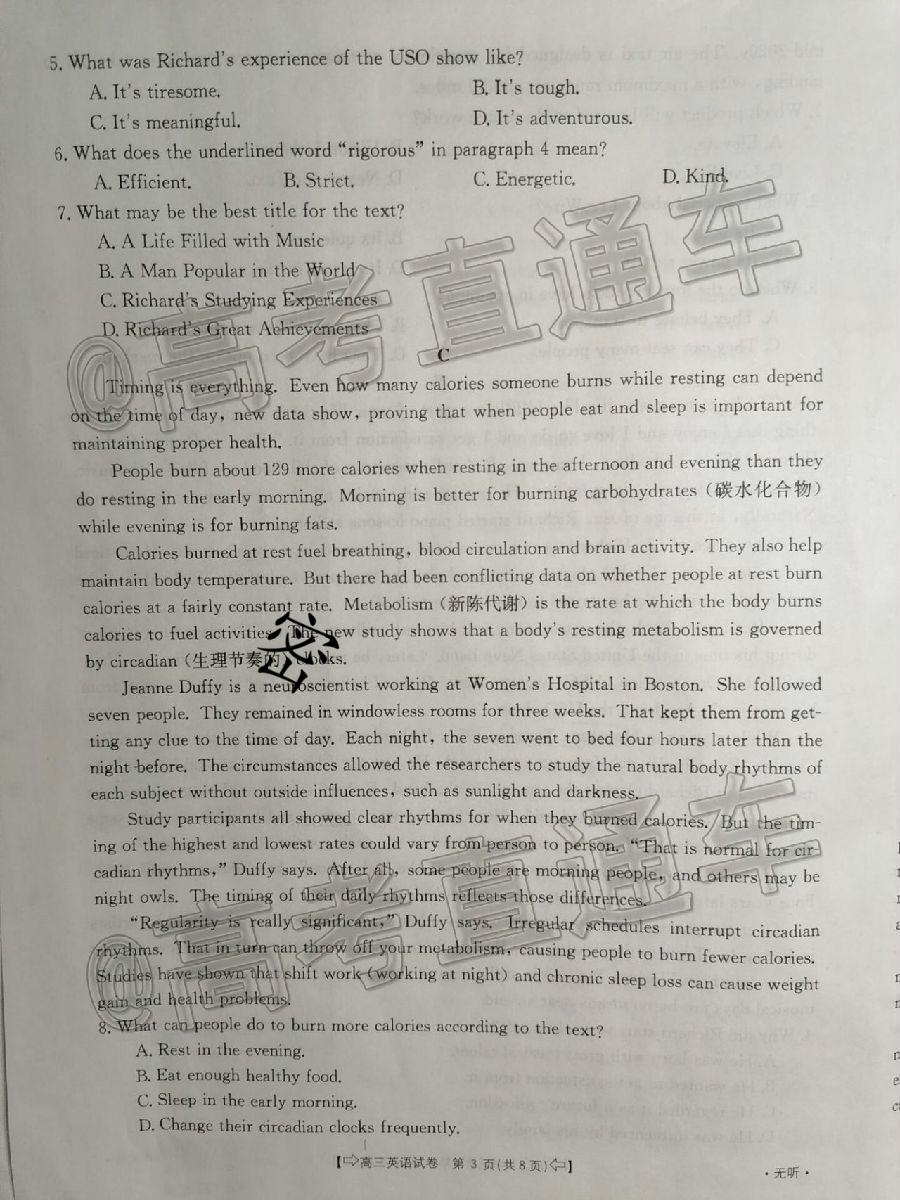 5. What was Richard's experience of the USO show like?
A. It's tiresome. B. It's tough.
C. It's meaningful. D. It's adventurous.
6. What does the underlined word “rigorous” in paragraph 4 mean?
A. Efficient. B. Strict. C. Energetic. D. Kind.
7. What may be the best title for the text?
A. A Life Filled with Music
B. A Man Popular in the World
C. Richard's Studying Experiences
D. Richard's Great Achievements
C
Timing is everything. Even how many calories someone burns while resting can depend
on the time of day, new data show, proving that when people eat and sleep is important for
maintaining proper health.
People burn about 129 more calories when resting in the afternoon and evening than they
do resting in the early morning. Morning is better for burning carbohydrates (碳水化合物)
while evening is for burning fats.
Calories burned at rest fuel breathing, blood circulation and brain activity. They also help
maintain body temperature. But there had been conflicting data on whether people at rest burn
calories at a fairly constant rate. Metabolism (新陈代谢) is the rate at which the body burns
calories to fuel activities. The new study shows that a body's resting metabolism is governed
by circadian (生理节奏的) clocks.
Jeanne Duffy is a neuroscientist working at Women's Hospital in Boston. She followed
seven people. They remained in windowless rooms for three weeks. That kept them from get-
ting any clue to the time of day. Each night, the seven went to bed four hours later than the
night before. The circumstances allowed the researchers to study the natural body rhythms of
each subject without outside influences, such as sunlight and darkness.
Study participants all showed clear rhythms for when they burned calories. But the tim-
ing of the highest and lowest rates could vary from person to person. “That is normal for cir-
cadian rhythms,” Duffy says. After all, some people are morning people, and others may be
night owls. The timing of their daily rhythms reflects those differences.
“Regularity is really significant,” Duffy says. Irregular schedules interrupt circadian
rhythms. That in turn can throw off your metabolism, causing people to burn fewer calories.
Studies have shown that shift work (working at night) and chronic sleep loss can cause weight
gain and health problems.
8. What can people do to burn more calories according to the text?
A. Rest in the evening.
B. Eat enough healthy food.
C. Sleep in the early morning.
D. Change their circadian clocks frequently.
【⇨高三英语试卷 第 3 页(共 8 页)⇦】
·无听·
@高考直通车
@高考直通车
密